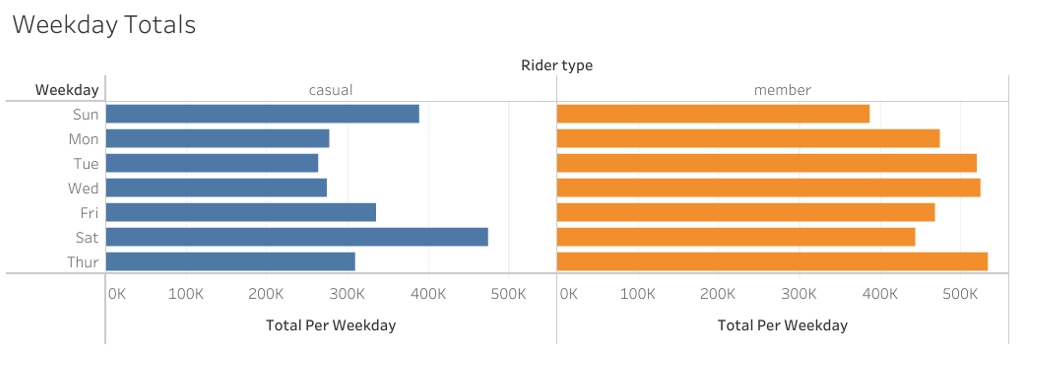 Weekday Totals
Rider type
Weekday casual member
Sun
Mon
Tue
Wed
Fri
Sat
Thur
0K 100K 200K 300K 400K 500K 0K 100K 200K 300K 400K 500K
Total Per Weekday Total Per Weekday